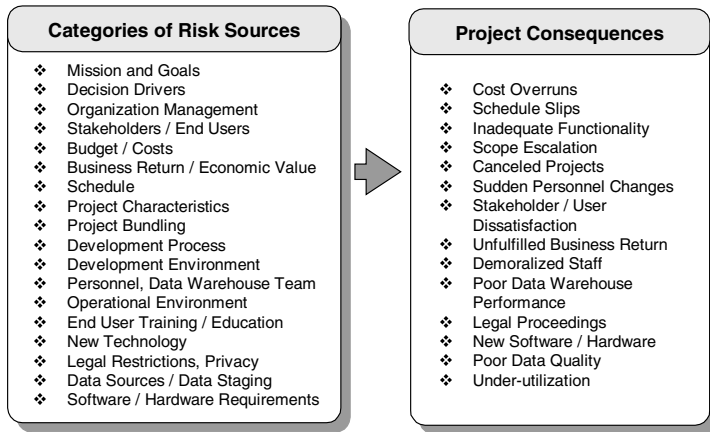 Categories of Risk Sources
❖ Mission and Goals
❖ Decision Drivers
❖ Organization Management
❖ Stakeholders / End Users
❖ Budget / Costs
❖ Business Return / Economic Value
❖ Schedule
❖ Project Characteristics
❖ Project Bundling
❖ Development Process
❖ Development Environment
❖ Personnel, Data Warehouse Team
❖ Operational Environment
❖ End User Training / Education
❖ New Technology
❖ Legal Restrictions, Privacy
❖ Data Sources / Data Staging
❖ Software / Hardware Requirements
Project Consequences
❖ Cost Overruns
❖ Schedule Slips
❖ Inadequate Functionality
❖ Scope Escalation
❖ Canceled Projects
❖ Sudden Personnel Changes
❖ Stakeholder / User
Dissatisfaction
❖ Unfulfilled Business Return
❖ Demoralized Staff
❖ Poor Data Warehouse
Performance
❖ Legal Proceedings
❖ New Software / Hardware
❖ Poor Data Quality
❖ Under-utilization